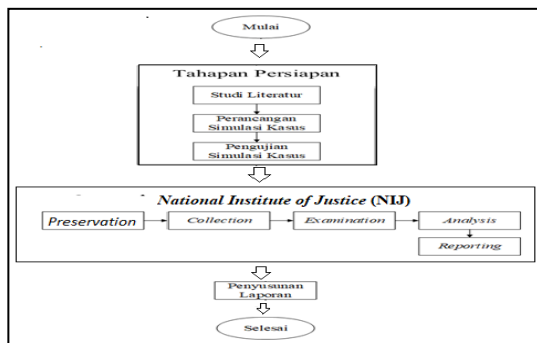 Mulai
Tahapan Persiapan
Studi Literatur
Perancangan
Simulasi Kasus
Pengujian
Simulasi Kasus
National Institute of Justice (NIJ)
Preservation
Collection
Examination
Analysis
Reporting
Penyusunan
Laporan
Selesai